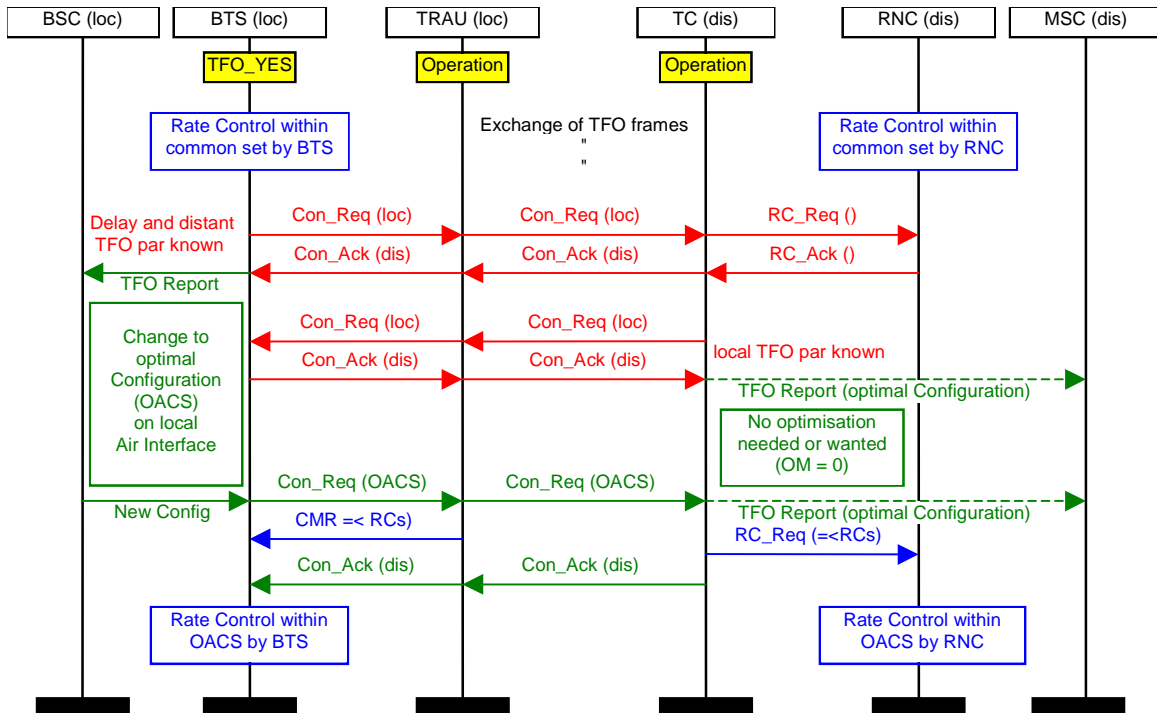 BSC (loc)
BTS (loc)
TRAU (loc)
TC (dis)
RNC (dis)
MSC (dis)
TFO_YES
Operation
Operation
Rate Control within
common set by BTS
Exchange of TFO frames
"
"
Rate Control within
common set by RNC
Delay and distant
TFO par known
Con_Req (loc)
Con_Req (loc)
RC_Req ()
Con_Ack (dis)
Con_Ack (dis)
RC_Ack ()
TFO Report
Change to
optimal
Configuration
(OACS)
on local
Air Interface
Con_Req (loc)
Con_Req (loc)
Con_Ack (dis)
Con_Ack (dis)
local TFO par known
TFO Report (optimal Configuration)
No optimisation
needed or wanted
(OM = 0)
Con_Req (OACS)
Con_Req (OACS)
New Config
TFO Report (optimal Configuration)
CMR =< RCs)
RC_Req (=<RCs)
Con_Ack (dis)
Con_Ack (dis)
Rate Control within
OACS by BTS
Rate Control within
OACS by RNC